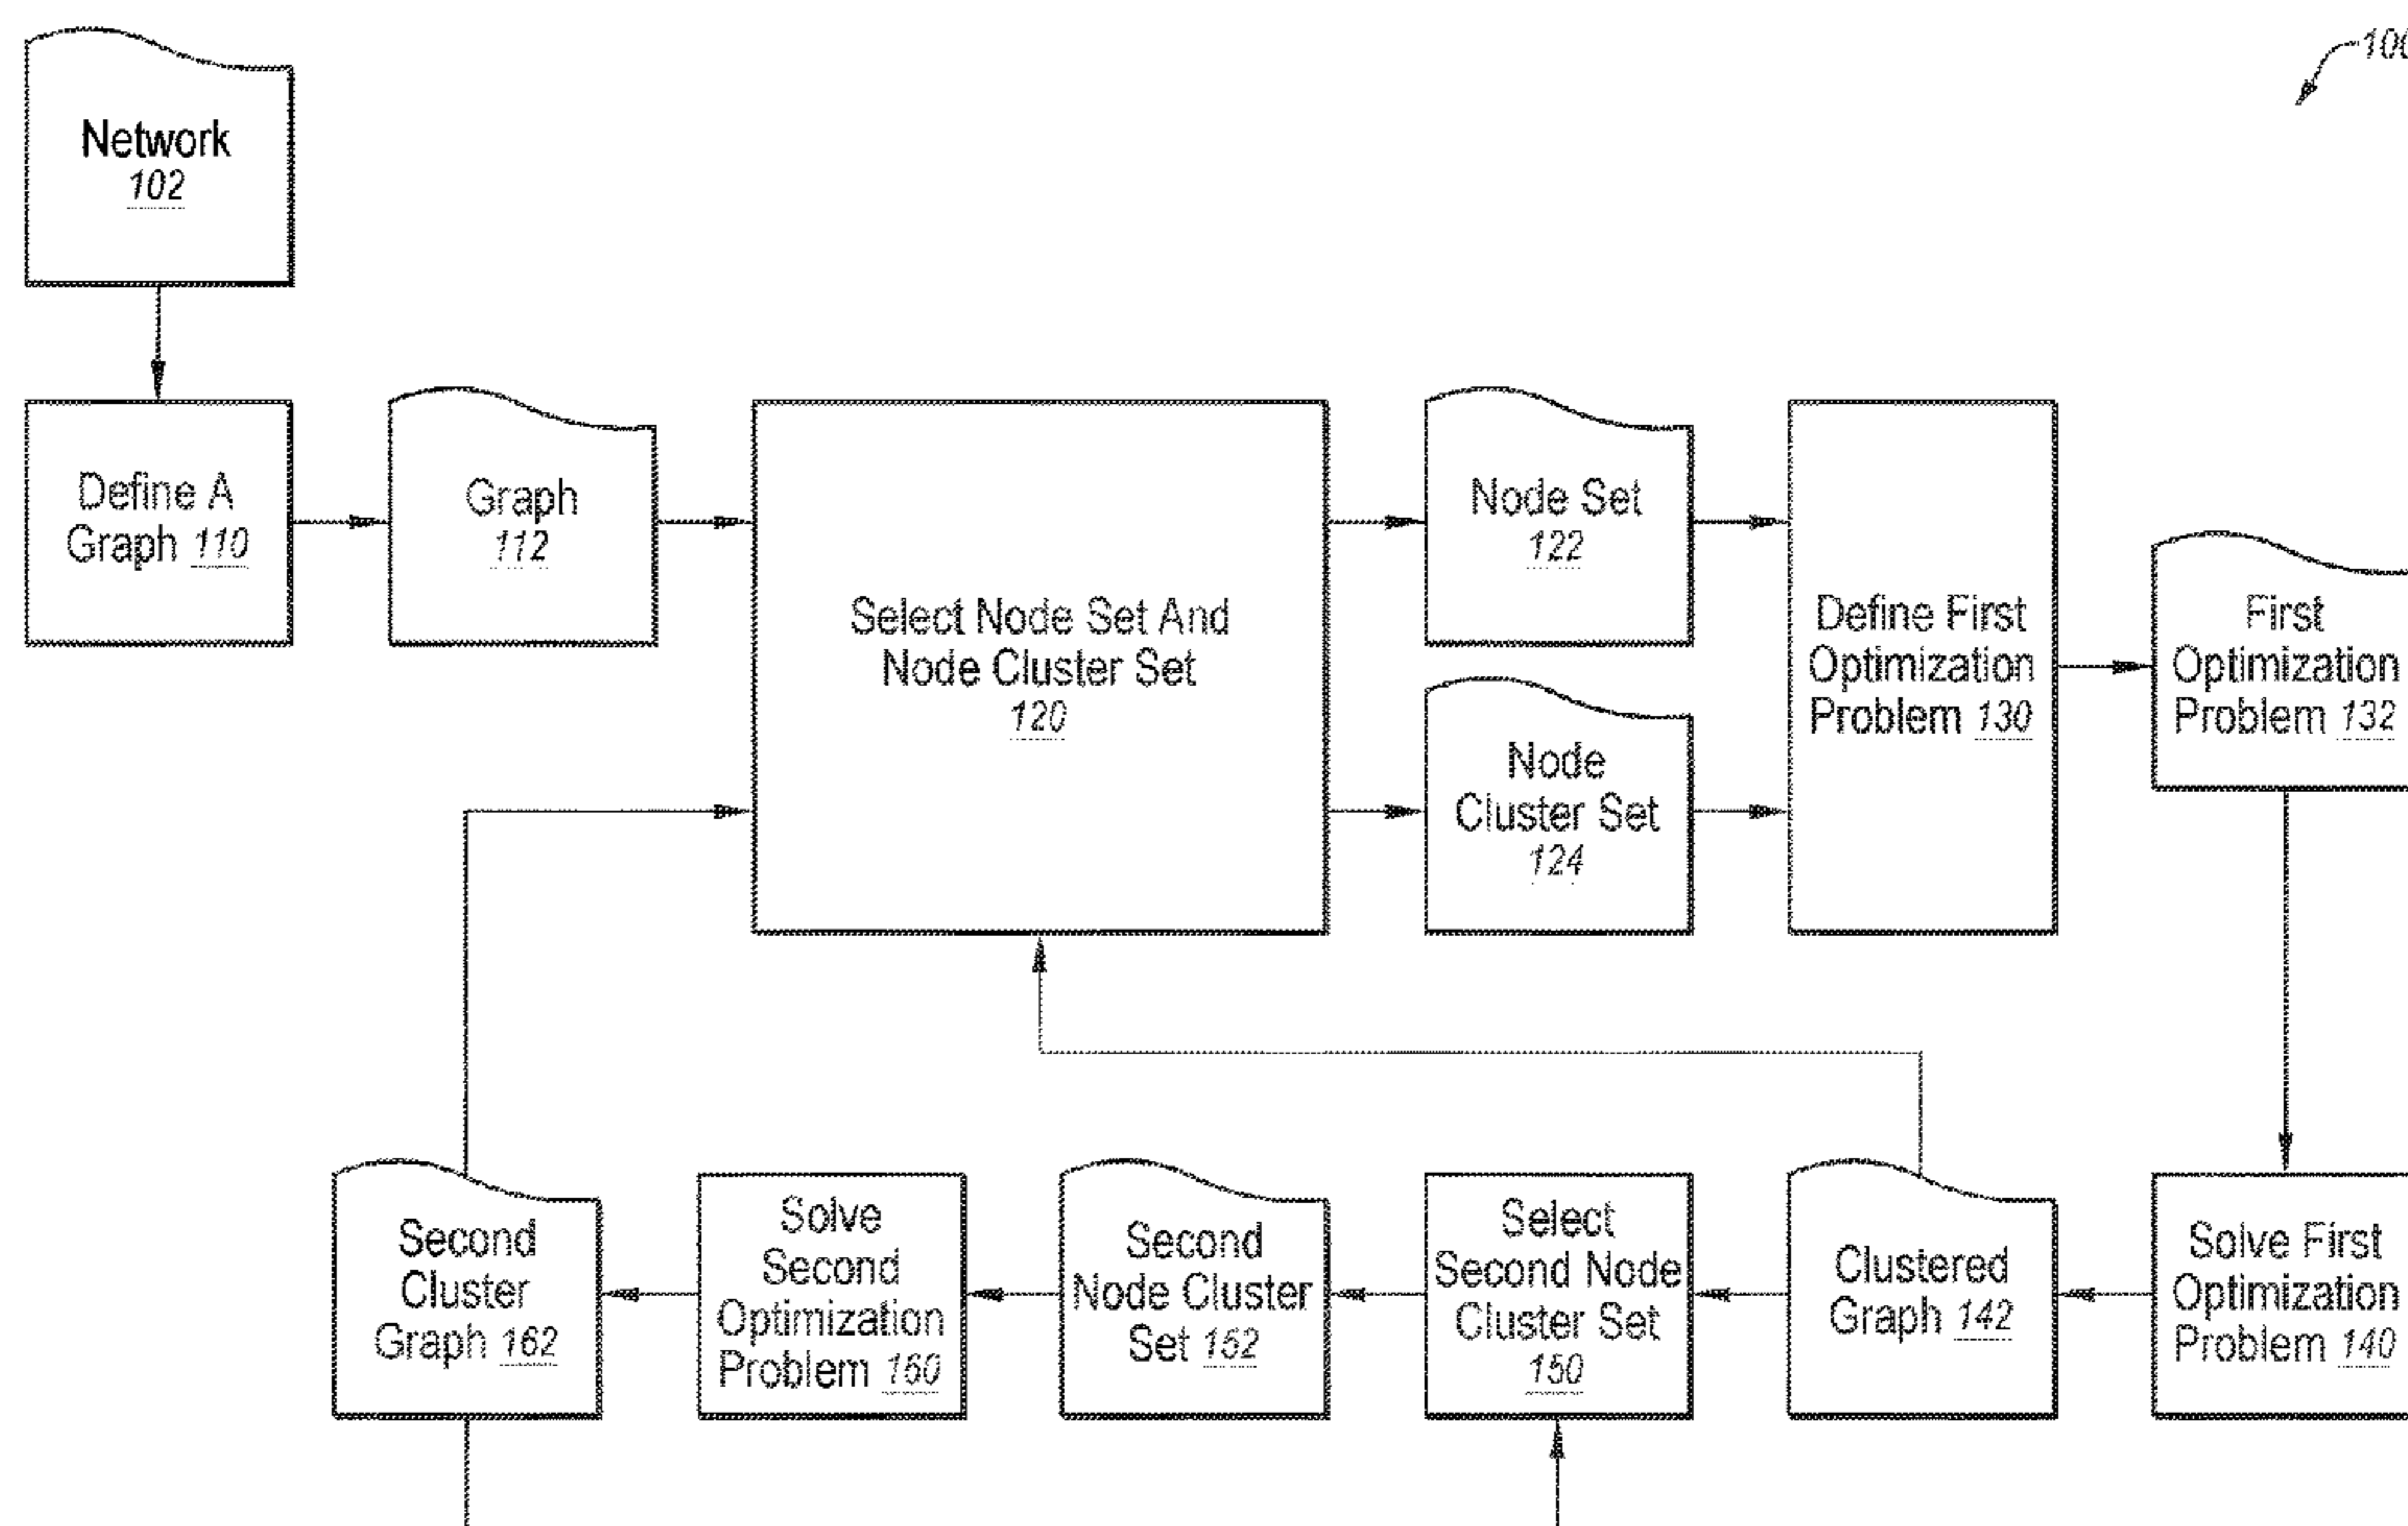 100
Network
102
Define A
Graph 110
Graph
112
Select Node Set And
Node Cluster Set
120
Node Set
122
Node
Cluster Set
124
Define First
Optimization
Problem 130
First
Optimization
Problem 132
Second
Cluster
Graph 162
Solve
Second
Optimization
Problem 160
Second
Node Cluster
Set 152
Select
Second Node
Cluster Set
150
Clustered
Graph 142
Solve First
Optimization
Problem 140